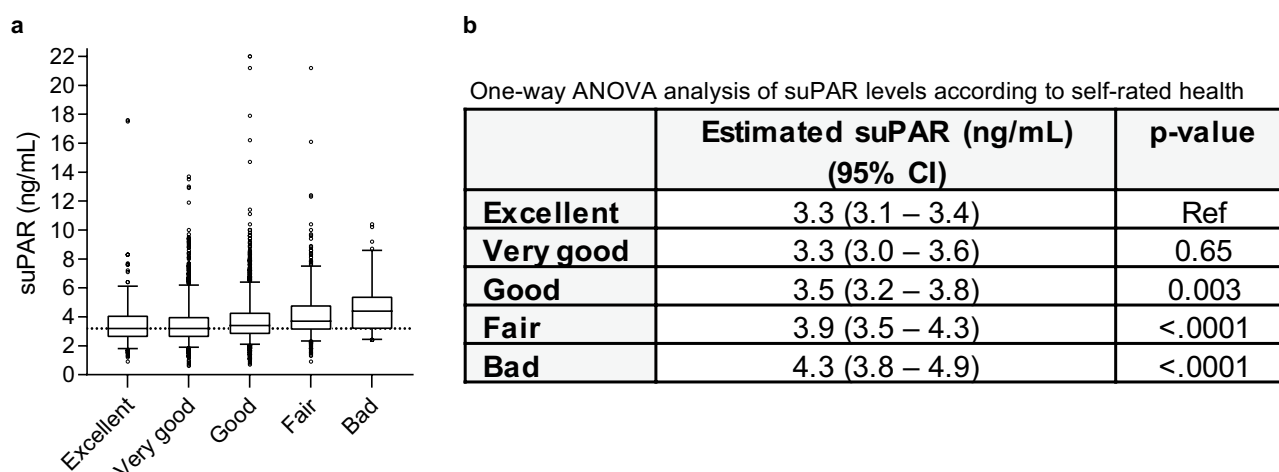 a
22
20
18
16
14
12
10
8
6
4
2
0
suPAR (ng/mL)
Excellent
Very good
Good
Fair
Bad
b
One-way ANOVA analysis of suPAR levels according to self-rated health
Estimated suPAR (ng/mL) p-value
(95% CI)
Excellent 3.3 (3.1 – 3.4) Ref
Very good 3.3 (3.0 – 3.6) 0.65
Good 3.5 (3.2 – 3.8) 0.003
Fair 3.9 (3.5 – 4.3) <.0001
Bad 4.3 (3.8 – 4.9) <.0001